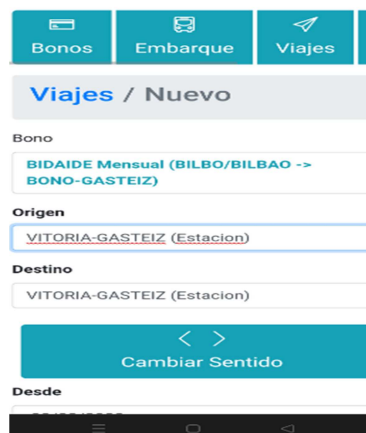 Bonos Embarque Viajes
Viajes / Nuevo
Bono
BIDAIDE Mensual (BILBO/BILBAO ->
BONO-GASTEIZ)
Origen
VITORIA-GASTEIZ (Estacion)
Destino
VITORIA-GASTEIZ (Estacion)
< >
Cambiar Sentido
Desde